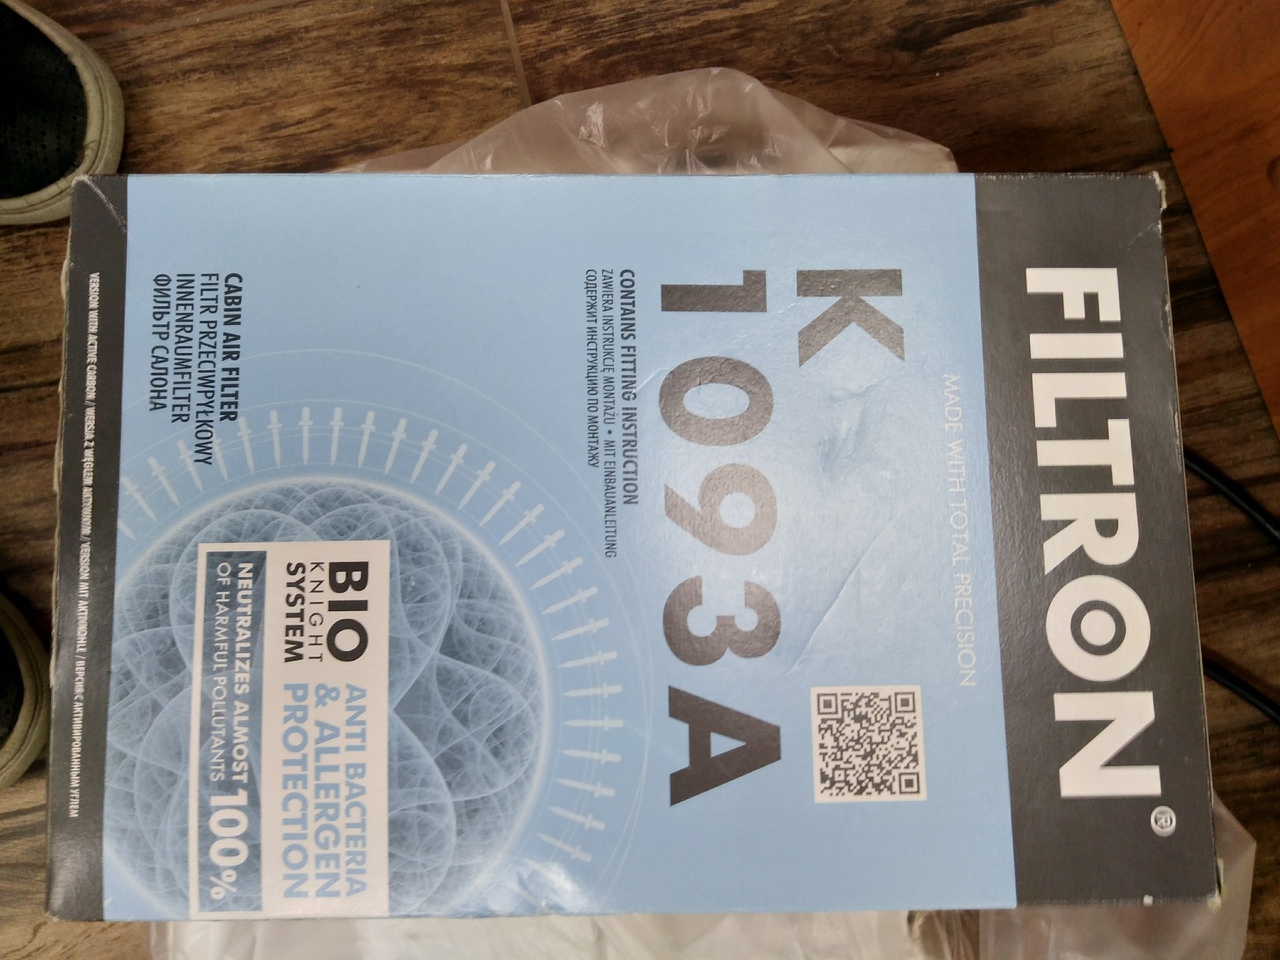 FILTRON®
MADE WITH TOTAL PRECISION
K
1093A
CONTAINS FITTING INSTRUCTION
ZAWIERA INSTRUKCJĘ MONTAŻU • MIT EINBAUANLEITUNG
СОДЕРЖИТ ИНСТРУКЦИЮ ПО МОНТАЖУ
BIO
KNIGHT
SYSTEM
ANTI BACTERIA
& ALLERGEN
PROTECTION
NEUTRALIZES ALMOST
OF HARMFUL POLLUTANTS
100%
CABIN AIR FILTER
FILTR PRZECIWPYŁKOWY
INNENRAUMFILTER
ФИЛЬТР САЛОНА
VERSION WITH ACTIVE CARBON / WERSJA Z WĘGLEM AKTYWNYM / VERSION MIT AKTIVKOHLE / ВЕРСИЯ С АКТИВИРОВАННЫМ УГЛЕМ